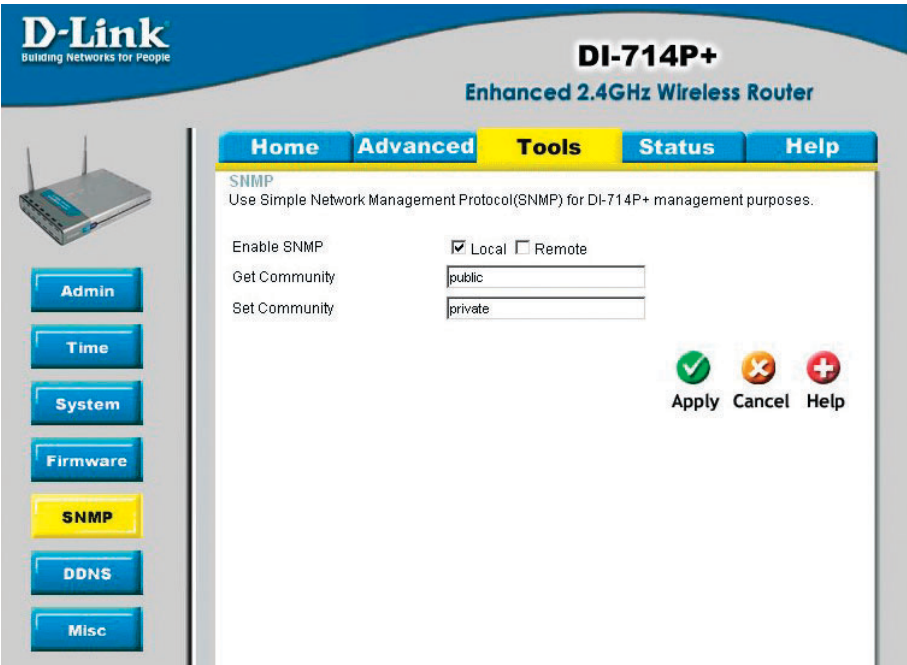 D-Link
Building Networks for People
DI-714P+
Enhanced 2.4GHz Wireless Router
Home Advanced Tools Status Help
SNMP
Use Simple Network Management Protocol(SNMP) for DI-714P+ management purposes.
Enable SNMP Local Remote
Get Community public
Set Community private
Apply Cancel Help
Admin
Time
System
Firmware
SNMP
DDNS
Misc